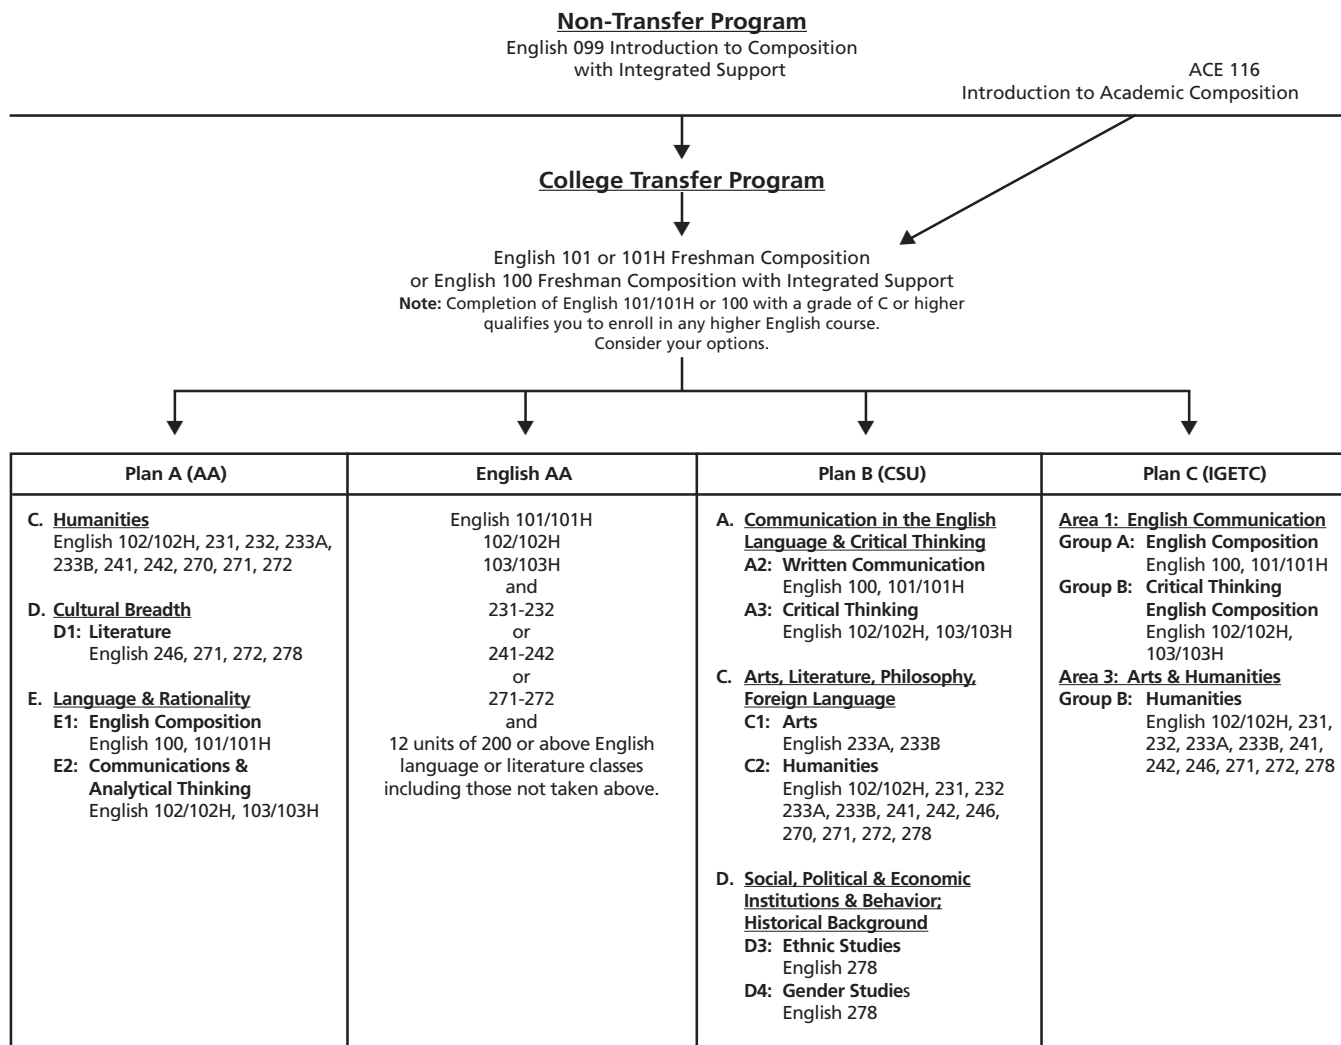 Non-Transfer Program
English 099 Introduction to Composition
with Integrated Support
ACE 116
Introduction to Academic Composition
College Transfer Program
English 101 or 101H Freshman Composition
or English 100 Freshman Composition with Integrated Support
Note: Completion of English 101/101H or 100 with a grade of C or higher
qualifies you to enroll in any higher English course.
Consider your options.
Plan A (AA)
C. Humanities
English 102/102H, 231, 232, 233A,
233B, 241, 242, 270, 271, 272
D. Cultural Breadth
D1: Literature
English 246, 271, 272, 278
E. Language & Rationality
E1: English Composition
English 100, 101/101H
E2: Communications &
Analytical Thinking
English 102/102H, 103/103H
English AA
English 101/101H
102/102H
103/103H
and
231-232
or
241-242
or
271-272
and
12 units of 200 or above English
language or literature classes
including those not taken above.
Plan B (CSU)
A. Communication in the English
Language & Critical Thinking
A2: Written Communication
English 100, 101/101H
A3: Critical Thinking
English 102/102H, 103/103H
C. Arts, Literature, Philosophy,
Foreign Language
C1: Arts
English 233A, 233B
C2: Humanities
English 102/102H, 231, 232
233A, 233B, 241, 242, 246,
270, 271, 272, 278
D. Social, Political & Economic
Institutions & Behavior;
Historical Background
D3: Ethnic Studies
English 278
D4: Gender Studies
English 278
Plan C (IGETC)
Area 1: English Communication
Group A: English Composition
English 100, 101/101H
Group B: Critical Thinking
English Composition
English 102/102H,
103/103H
Area 3: Arts & Humanities
Group B: Humanities
English 102/102H, 231,
232, 233A, 233B, 241,
242, 246, 271, 272, 278